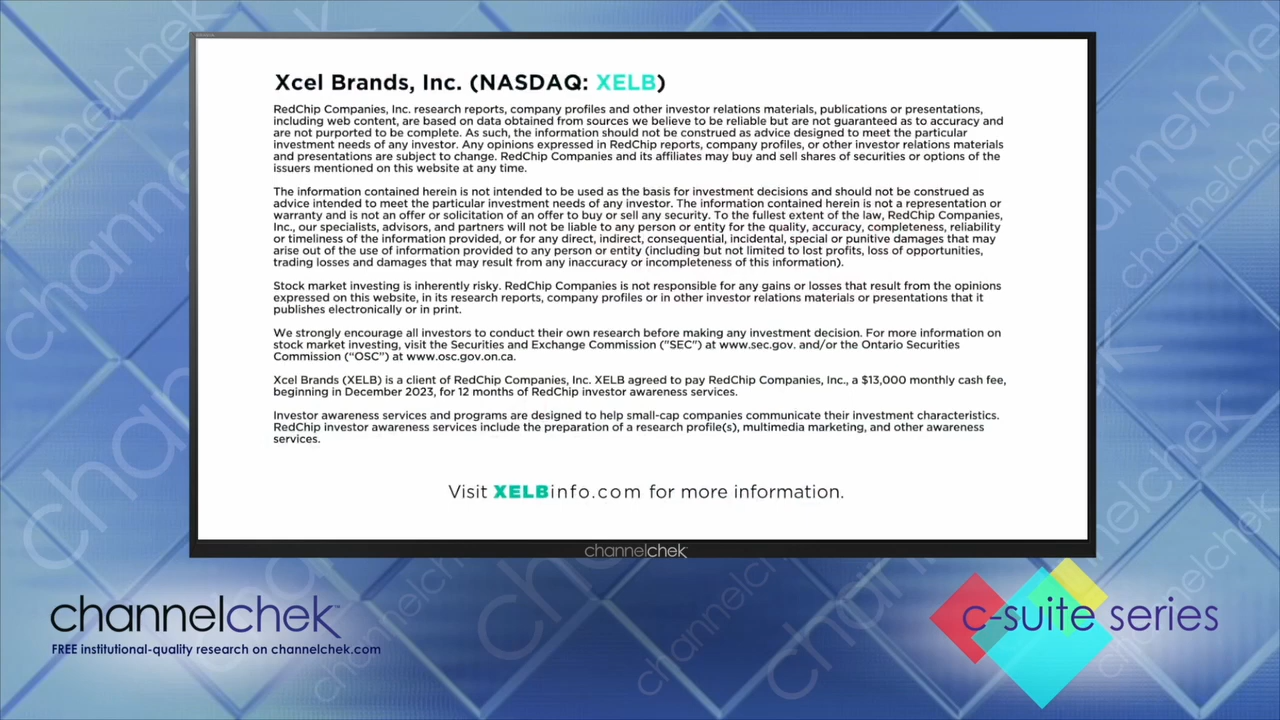 Xcel Brands, Inc. (NASDAQ: XELB)
RedChip Companies, Inc. research reports, company profiles and other investor relations materials, publications or presentations,
including web content, are based on data obtained from sources we believe to be reliable but are not guaranteed as to accuracy and
are not purported to be complete. As such, the information should not be construed as advice designed to meet the particular
investment needs of any investor. Any opinions expressed in RedChip reports, company profiles, or other investor relations materials
and presentations are subject to change. RedChip Companies and its affiliates may buy and sell shares of securities or options of the
issuers mentioned on this website at any time.
The information contained herein is not intended to be used as the basis for investment decisions and should not be construed as
advice intended to meet the particular investment needs of any investor. The information contained herein is not a representation or
warranty and is not an offer or solicitation of an offer to buy or sell any security. To the fullest extent of the law, RedChip Companies,
Inc., our specialists, advisors, and partners will not be liable to any person or entity for the quality, accuracy, completeness, reliability
or timeliness of the information provided, or for any direct, indirect, consequential, incidental, special or punitive damages that may
arise out of the use of information provided to any person or entity (including but not limited to lost profits, loss of opportunities,
trading losses and damages that may result from any inaccuracy or incompleteness of this information).
Stock market investing is inherently risky. RedChip Companies is not responsible for any gains or losses that result from the opinions
expressed on this website, in its research reports, company profiles or in other investor relations materials or presentations that it
publishes electronically or in print.
We strongly encourage all investors to conduct their own research before making any investment decision. For more information on
stock market investing, visit the Securities and Exchange Commission ("SEC") at www.sec.gov. and/or the Ontario Securities
Commission (“OSC”) at www.osc.gov.on.ca.
Xcel Brands (XELB) is a client of RedChip Companies, Inc. XELB agreed to pay RedChip Companies, Inc., a $13,000 monthly cash fee,
beginning in December 2023, for 12 months of RedChip investor awareness services.
Investor awareness services and programs are designed to help small-cap companies communicate their investment characteristics.
RedChip investor awareness services include the preparation of a research profile(s), multimedia marketing, and other awareness
services.
Visit XELBinfo.com for more information.
channelchek
channelchek™
FREE institutional-quality research on channelchek.com
c-suite series